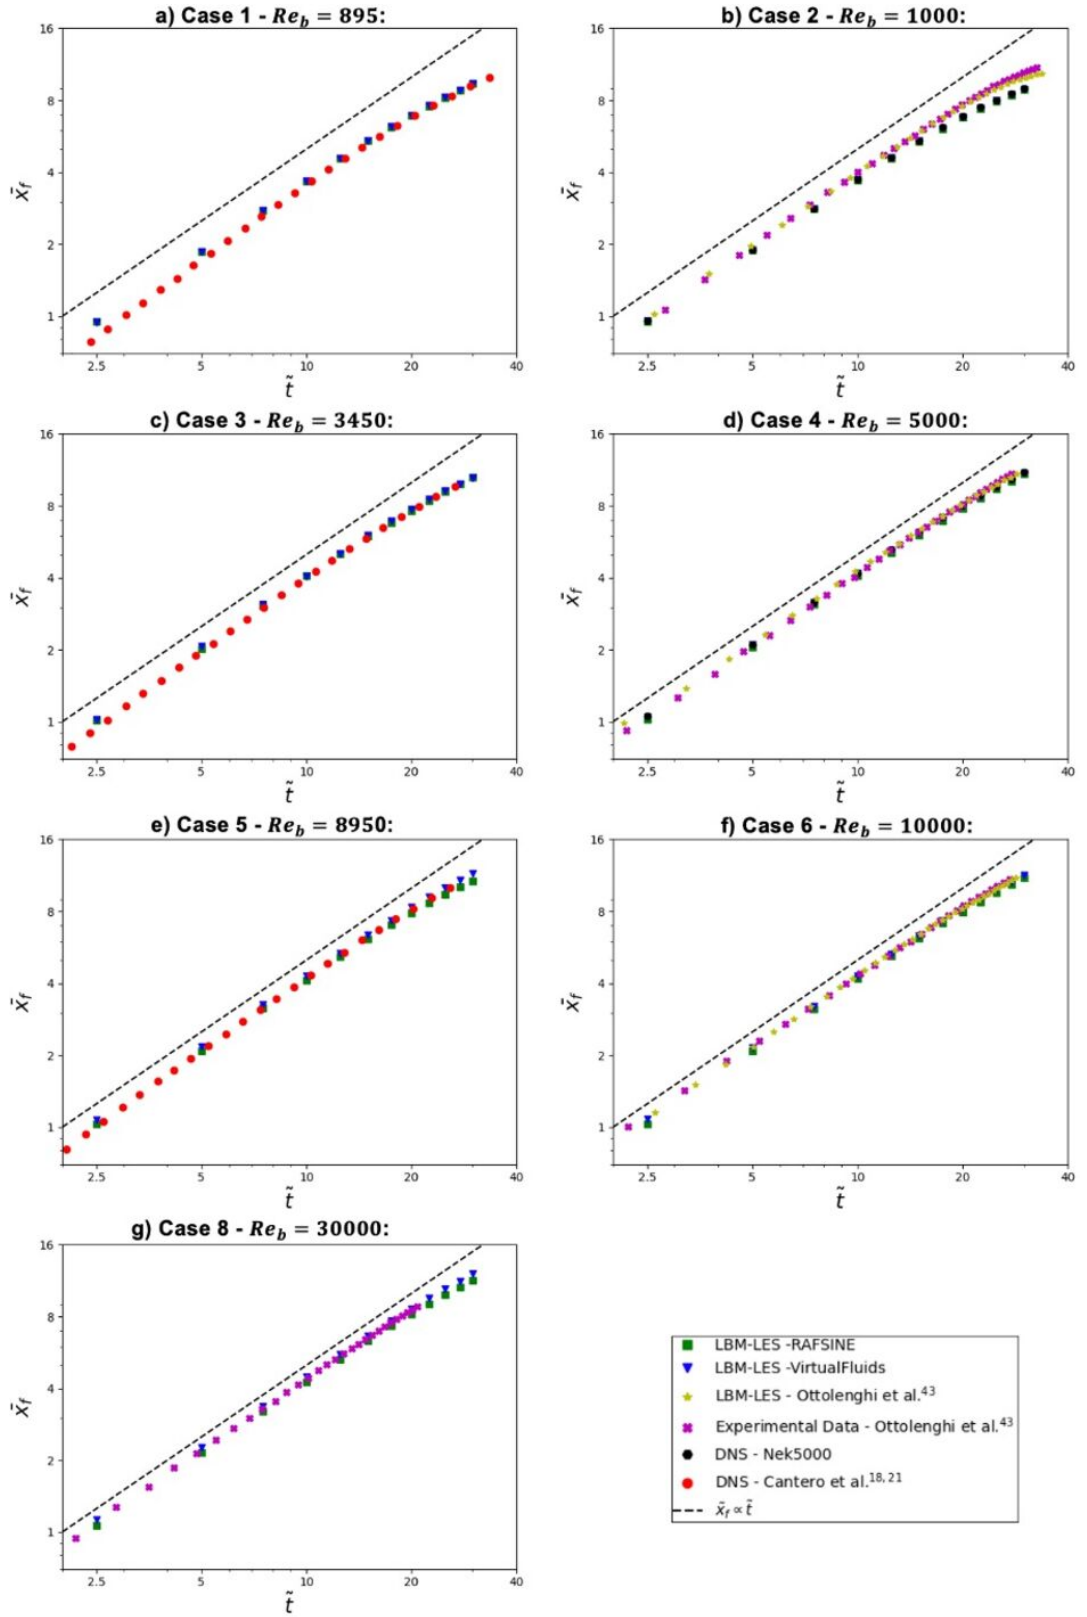 a) Case 1 - Re_b = 895:
16
8
4
2
1
x̄_f
2.5 5 10 20 40
t̃
b) Case 2 - Re_b = 1000:
16
8
4
2
1
x̄_f
2.5 5 10 20 40
t̃
c) Case 3 - Re_b = 3450:
16
8
4
2
1
x̄_f
2.5 5 10 20 40
t̃
d) Case 4 - Re_b = 5000:
16
8
4
2
1
x̄_f
2.5 5 10 20 40
t̃
e) Case 5 - Re_b = 8950:
16
8
4
2
1
x̄_f
2.5 5 10 20 40
t̃
f) Case 6 - Re_b = 10000:
16
8
4
2
1
x̄_f
2.5 5 10 20 40
t̃
g) Case 8 - Re_b = 30000:
16
8
4
2
1
x̄_f
2.5 5 10 20 40
t̃
LBM-LES -RAFSINE
LBM-LES -VirtualFluids
LBM-LES - Ottolenghi et al.⁴³
Experimental Data - Ottolenghi et al.⁴³
DNS - Nek5000
DNS - Cantero et al.¹⁸,²¹
x̄_f ∝ t̃